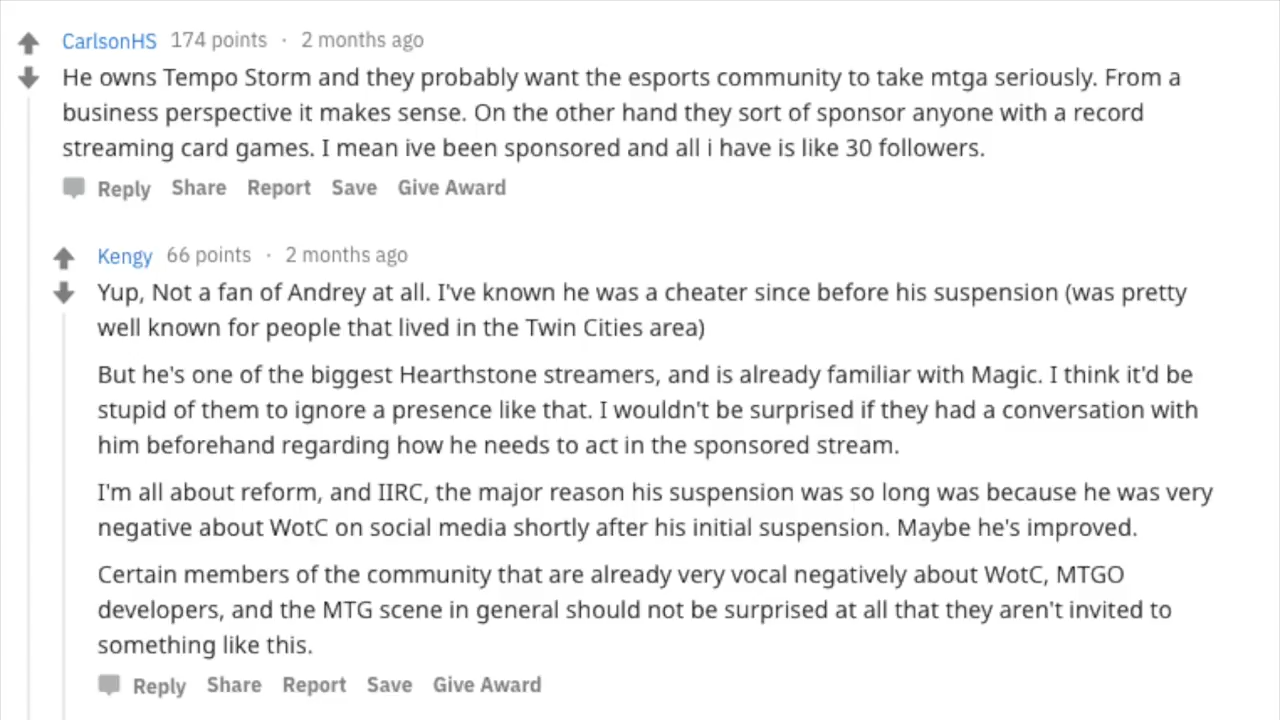 CarlsonHS 174 points · 2 months ago
He owns Tempo Storm and they probably want the esports community to take mtga seriously. From a
business perspective it makes sense. On the other hand they sort of sponsor anyone with a record
streaming card games. I mean ive been sponsored and all i have is like 30 followers.
Reply Share Report Save Give Award
Kengy 66 points · 2 months ago
Yup, Not a fan of Andrey at all. I've known he was a cheater since before his suspension (was pretty
well known for people that lived in the Twin Cities area)
But he's one of the biggest Hearthstone streamers, and is already familiar with Magic. I think it'd be
stupid of them to ignore a presence like that. I wouldn't be surprised if they had a conversation with
him beforehand regarding how he needs to act in the sponsored stream.
I'm all about reform, and IIRC, the major reason his suspension was so long was because he was very
negative about WotC on social media shortly after his initial suspension. Maybe he's improved.
Certain members of the community that are already very vocal negatively about WotC, MTGO
developers, and the MTG scene in general should not be surprised at all that they aren't invited to
something like this.
Reply Share Report Save Give Award